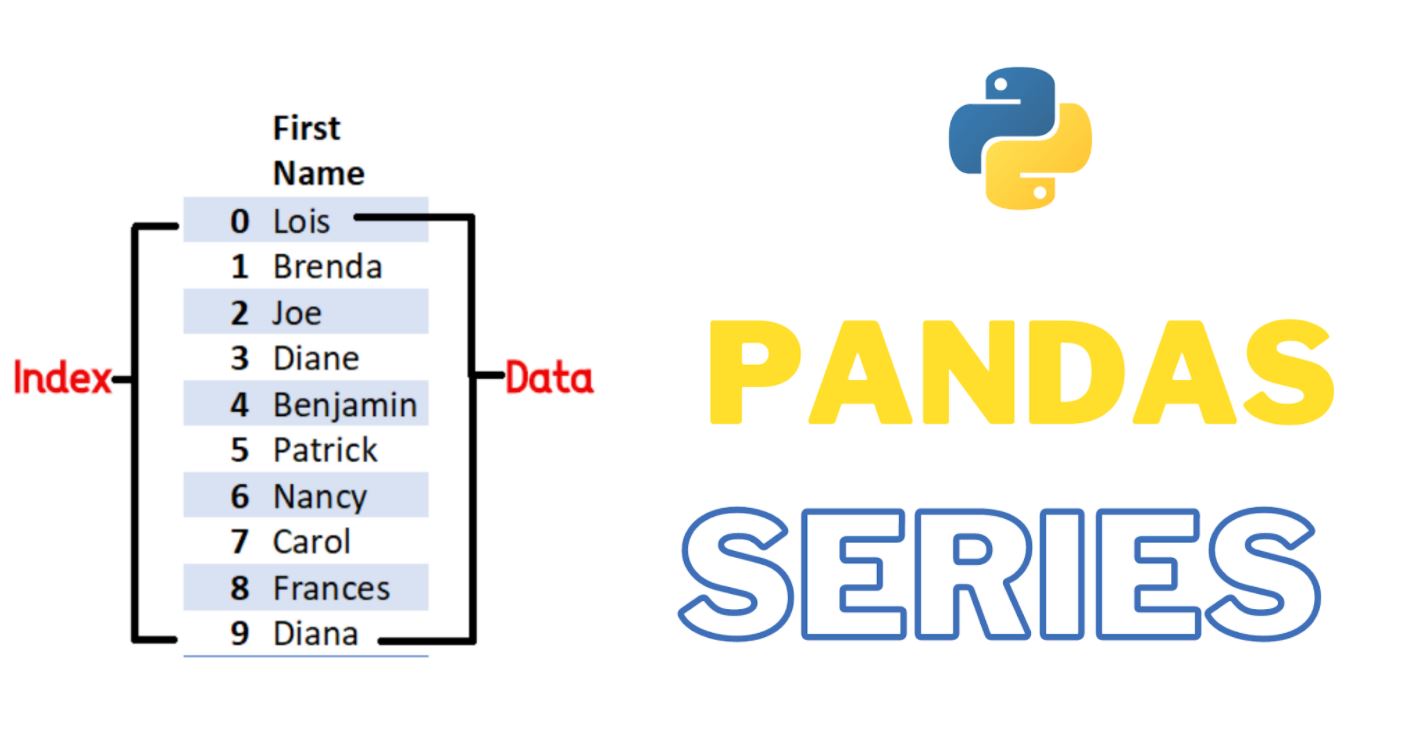 First
Name
0 Lois
1 Brenda
2 Joe
3 Diane
4 Benjamin
5 Patrick
6 Nancy
7 Carol
8 Frances
9 Diana
Index
Data
PANDAS
SERIES